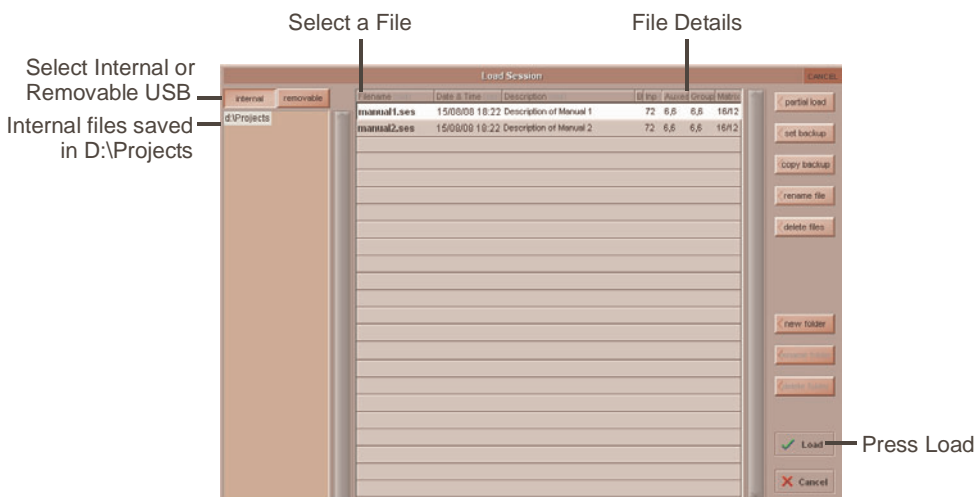 Select a File
File Details
Select Internal or
Removable USB
Internal files saved
in D:\Projects
Load Session
CANCEL
internal
removable
d:\Projects
Filename Date & Time Description Inp Auxes Group Matrix
manual1.ses 15/08/08 18:22 Description of Manual 1 72 6,6 6,6 16/12
manual2.ses 15/08/08 18:22 Description of Manual 2 72 6,6 6,6 16/12
partial load
set backup
copy backup
rename file
delete files
new folder
rename folder
delete folder
Load
Press Load
Cancel